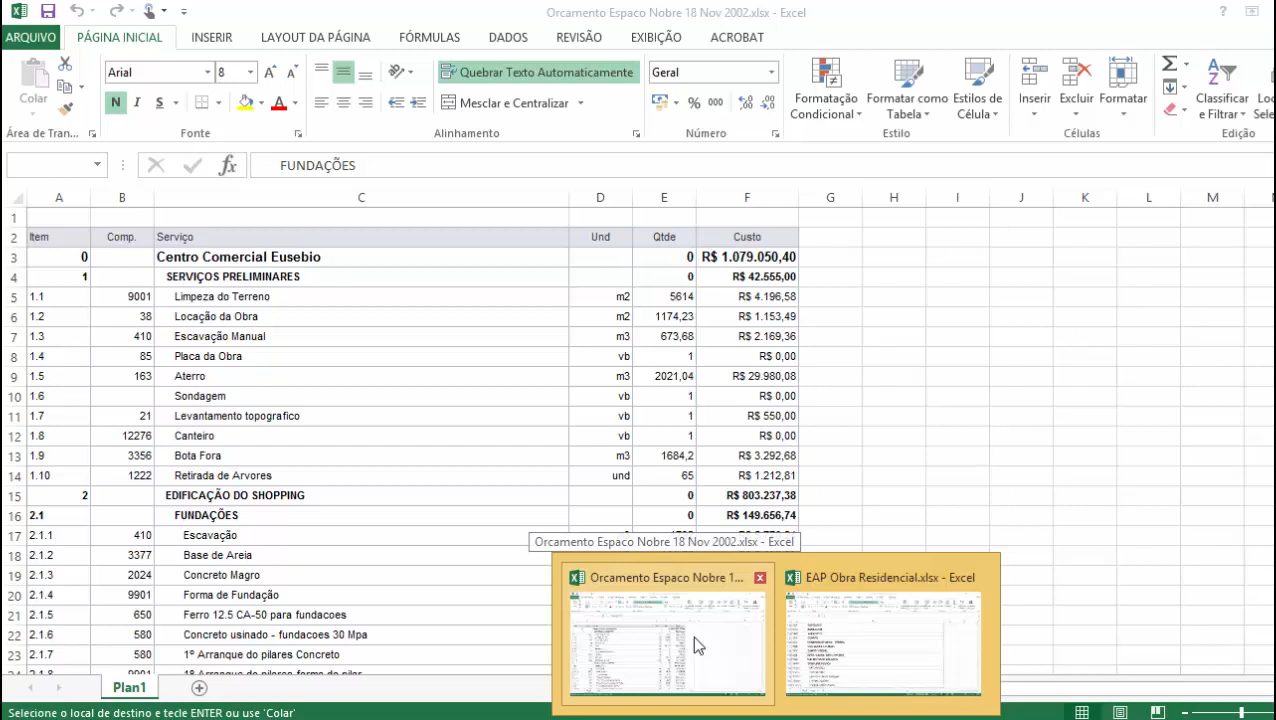 Orcamento Espaco Nobre 18 Nov 2002.xlsx - Excel
?
ARQUIVO PÁGINA INICIAL INSERIR LAYOUT DA PÁGINA FÓRMULAS DADOS REVISÃO EXIBIÇÃO ACROBAT
Colar Arial 8 Quebrar Texto Automaticamente Geral
N I S Mesclar e Centralizar % 000
Formatação Condicional
Formatar como Tabela
Estilos de Célula
Inserir Excluir Formatar
Classificar e Filtrar
Área de Tran... Fonte Alinhamento Número Estilo Células Edição
fx FUNDAÇÕES
A B C D E F G H I J K L M
1
2 Item Comp. Serviço Und Qtde Custo
3 0 Centro Comercial Eusebio 0 R$ 1.079.050,40
4 1 SERVIÇOS PRELIMINARES 0 R$ 42.555,00
5 1.1 9001 Limpeza do Terreno m2 5614 R$ 4.196,58
6 1.2 38 Locação da Obra m2 1174,23 R$ 1.153,49
7 1.3 410 Escavação Manual m3 673,68 R$ 2.169,36
8 1.4 85 Placa da Obra vb 1 R$ 0,00
9 1.5 163 Aterro m3 2021,04 R$ 29.980,08
10 1.6 Sondagem vb 1 R$ 0,00
11 1.7 21 Levantamento topografico vb 1 R$ 550,00
12 1.8 12276 Canteiro vb 1 R$ 0,00
13 1.9 3356 Bota Fora m3 1684,2 R$ 3.292,68
14 1.10 1222 Retirada de Arvores und 65 R$ 1.212,81
15 2 EDIFICAÇÃO DO SHOPPING 0 R$ 803.237,38
16 2.1 FUNDAÇÕES 0 R$ 149.656,74
17 2.1.1 410 Escavação
Orcamento Espaco Nobre 18 Nov 2002.xlsx - Excel
18 2.1.2 3377 Base de Areia
19 2.1.3 2024 Concreto Magro
Orcamento Espaco Nobre 1... EAP Obra Residencial.xlsx - Excel
20 2.1.4 9901 Forma de Fundação
21 2.1.5 650 Ferro 12.5 CA-50 para fundacoes
22 2.1.6 580 Concreto usinado - fundacoes 30 Mpa
23 2.1.7 580 1º Arranque do pilares Concreto
Plan1
Selecione o local de destino e tecle ENTER ou use 'Colar'